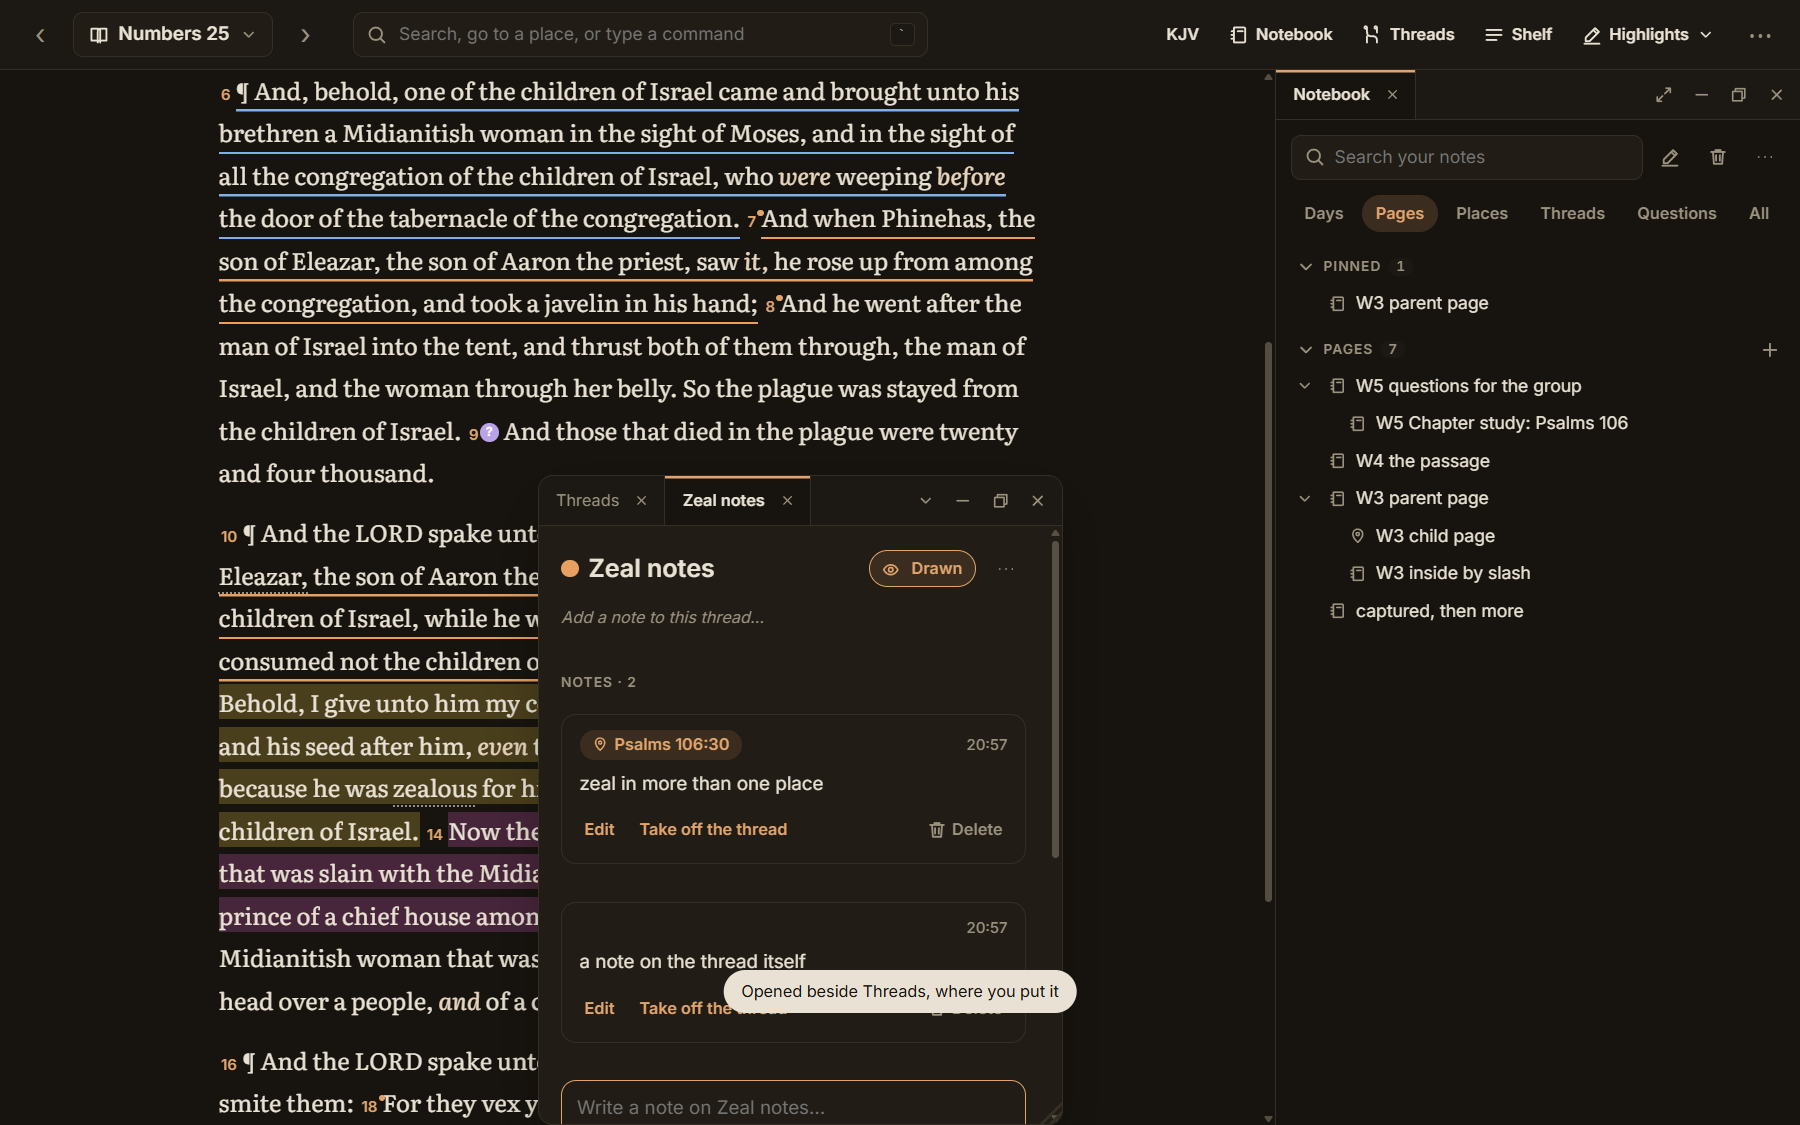 Numbers 25
Search, go to a place, or type a command
`
KJV
Notebook
Threads
Shelf
Highlights
6 ¶ And, behold, one of the children of Israel came and brought unto his
brethren a Midianitish woman in the sight of Moses, and in the sight of
all the congregation of the children of Israel, who were weeping before
the door of the tabernacle of the congregation. 7 And when Phinehas, the
son of Eleazar, the son of Aaron the priest, saw it, he rose up from among
the congregation, and took a javelin in his hand; 8 And he went after the
man of Israel into the tent, and thrust both of them through, the man of
Israel, and the woman through her belly. So the plague was stayed from
the children of Israel. 9 ? And those that died in the plague were twenty
and four thousand.
10 ¶ And the LORD spake unt
Eleazar, the son of Aaron the
children of Israel, while he w
consumed not the children o
Behold, I give unto him my c
and his seed after him, even t
because he was zealous for h
children of Israel. 14 Now the
that was slain with the Midia
prince of a chief house amon
Midianitish woman that was
head over a people, and of a c
16 ¶ And the LORD spake unt
smite them: 18 For they vex y
Threads
Zeal notes
Zeal notes
Drawn
Add a note to this thread...
NOTES · 2
Psalms 106:30
20:57
zeal in more than one place
Edit
Take off the thread
Delete
20:57
a note on the thread itself
Edit
Take off the
Opened beside Threads, where you put it
Write a note on Zeal notes...
Notebook
Search your notes
Days
Pages
Places
Threads
Questions
All
PINNED 1
W3 parent page
PAGES 7
W5 questions for the group
W5 Chapter study: Psalms 106
W4 the passage
W3 parent page
W3 child page
W3 inside by slash
captured, then more